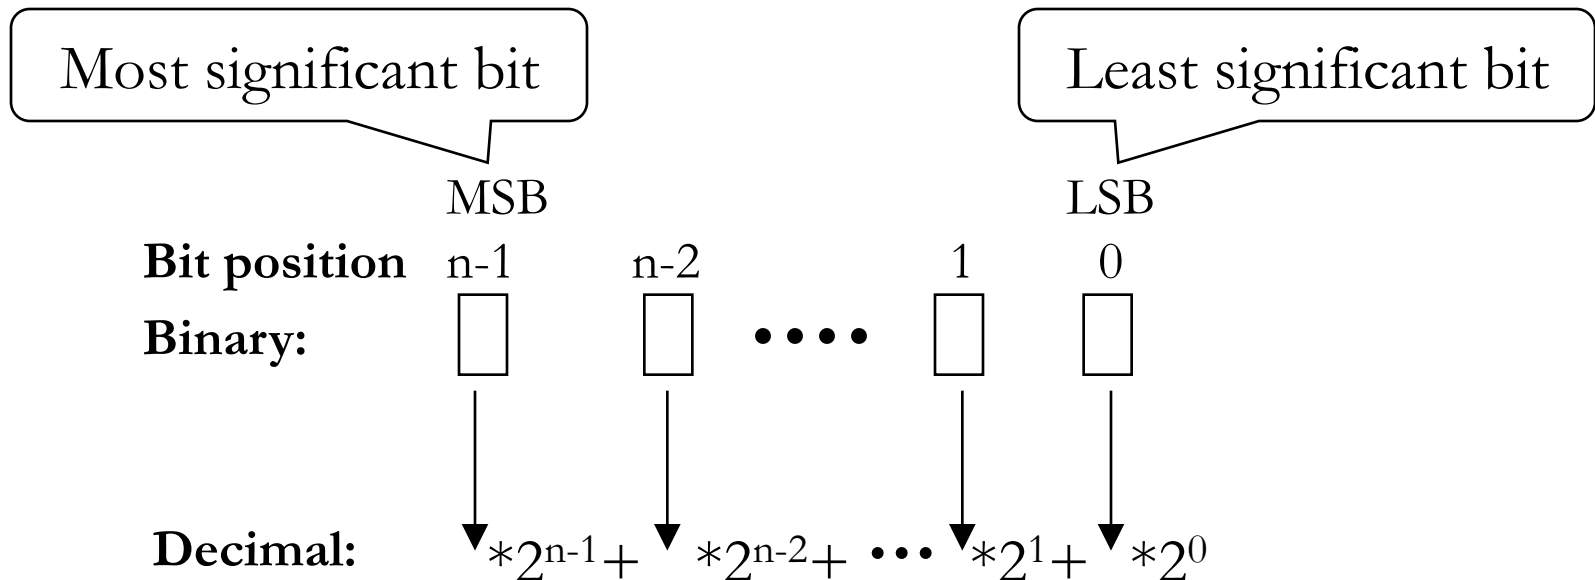 Most significant bit
Least significant bit
MSB LSB
Bit position n-1 n-2 1 0
Binary: ••••
Decimal: *2ⁿ⁻¹+ *2ⁿ⁻²+ ••• *2¹+ *2⁰